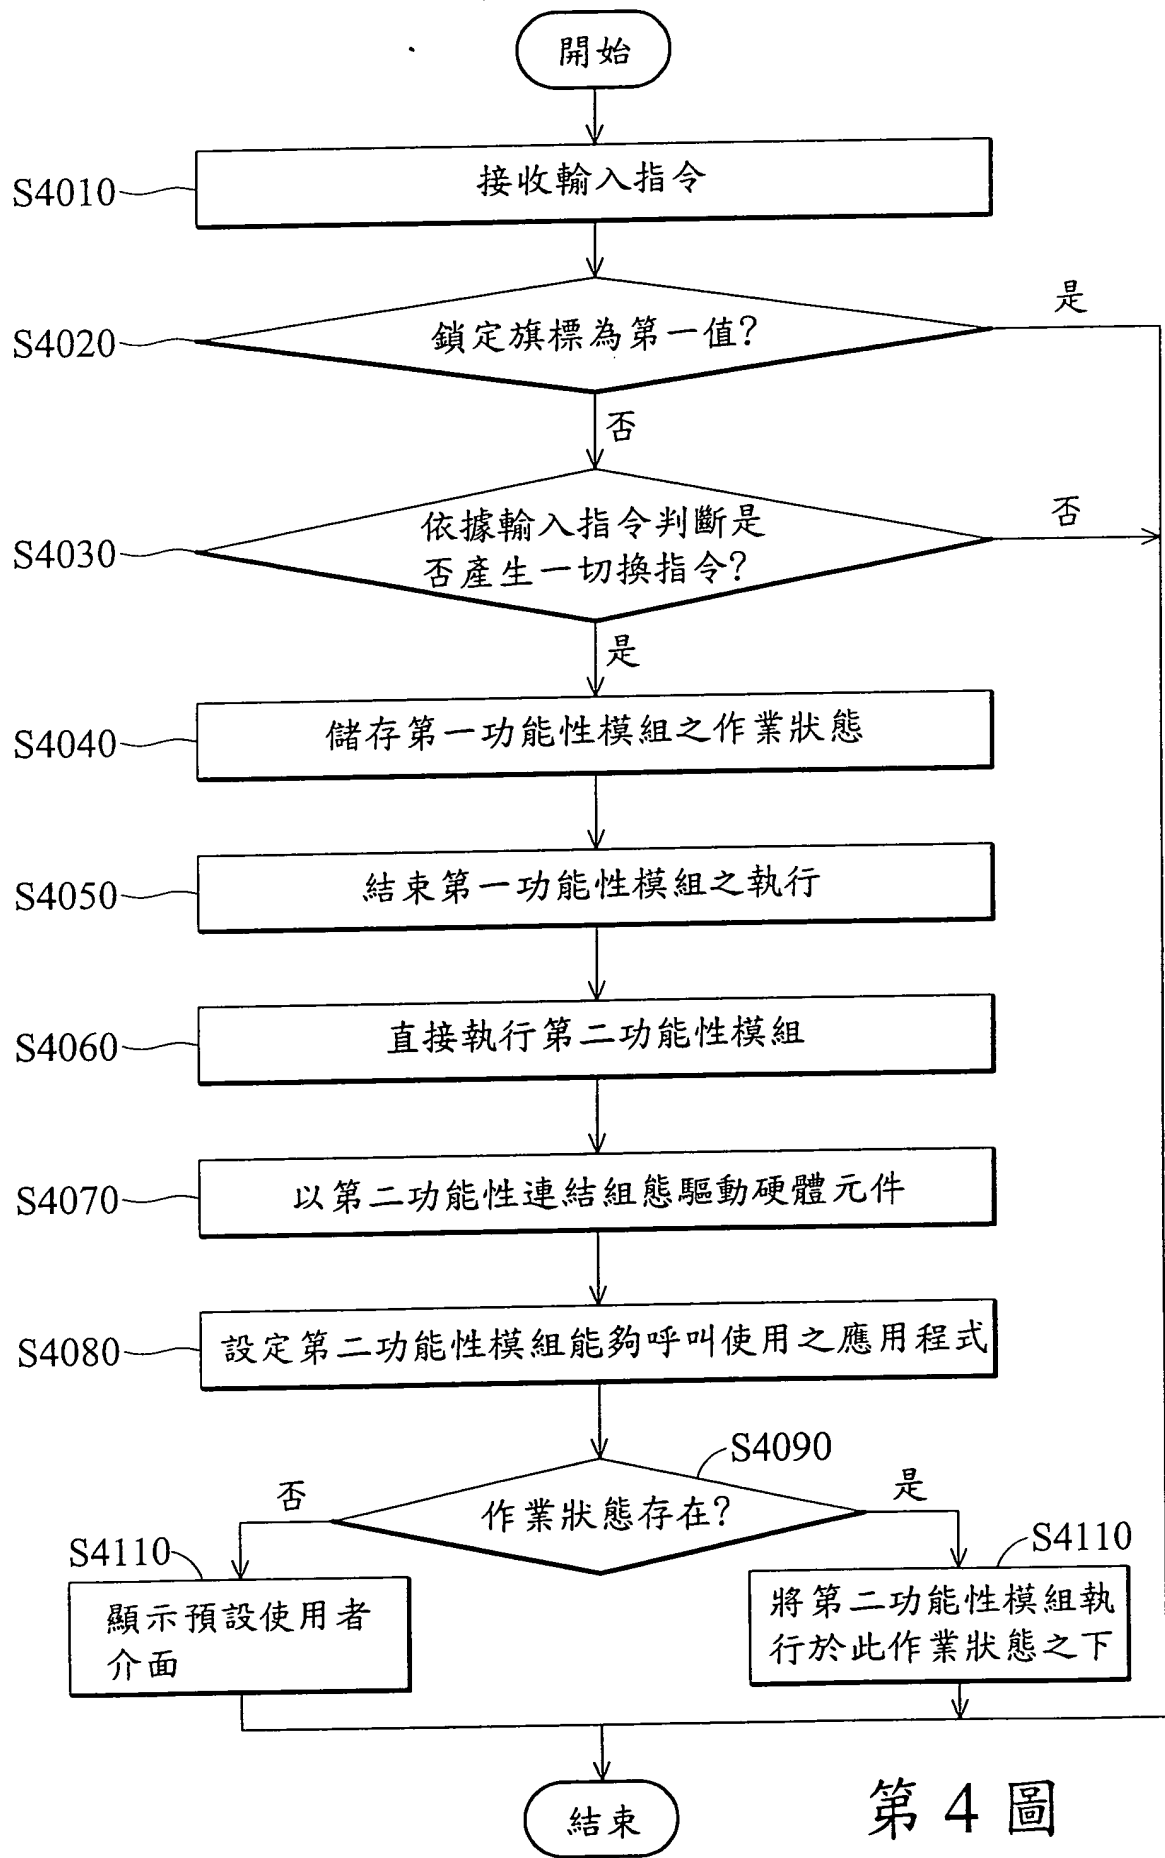 開始
S4010
接收輸入指令
S4020
鎖定旗標為第一值?
是
否
S4030
依據輸入指令判斷是
否產生一切換指令?
否
是
S4040
儲存第一功能性模組之作業狀態
S4050
結束第一功能性模組之執行
S4060
直接執行第二功能性模組
S4070
以第二功能性連結組態驅動硬體元件
S4080
設定第二功能性模組能夠呼叫使用之應用程式
S4090
作業狀態存在?
否
是
S4110
顯示預設使用者
介面
S4110
將第二功能性模組執
行於此作業狀態之下
結束
第 4 圖